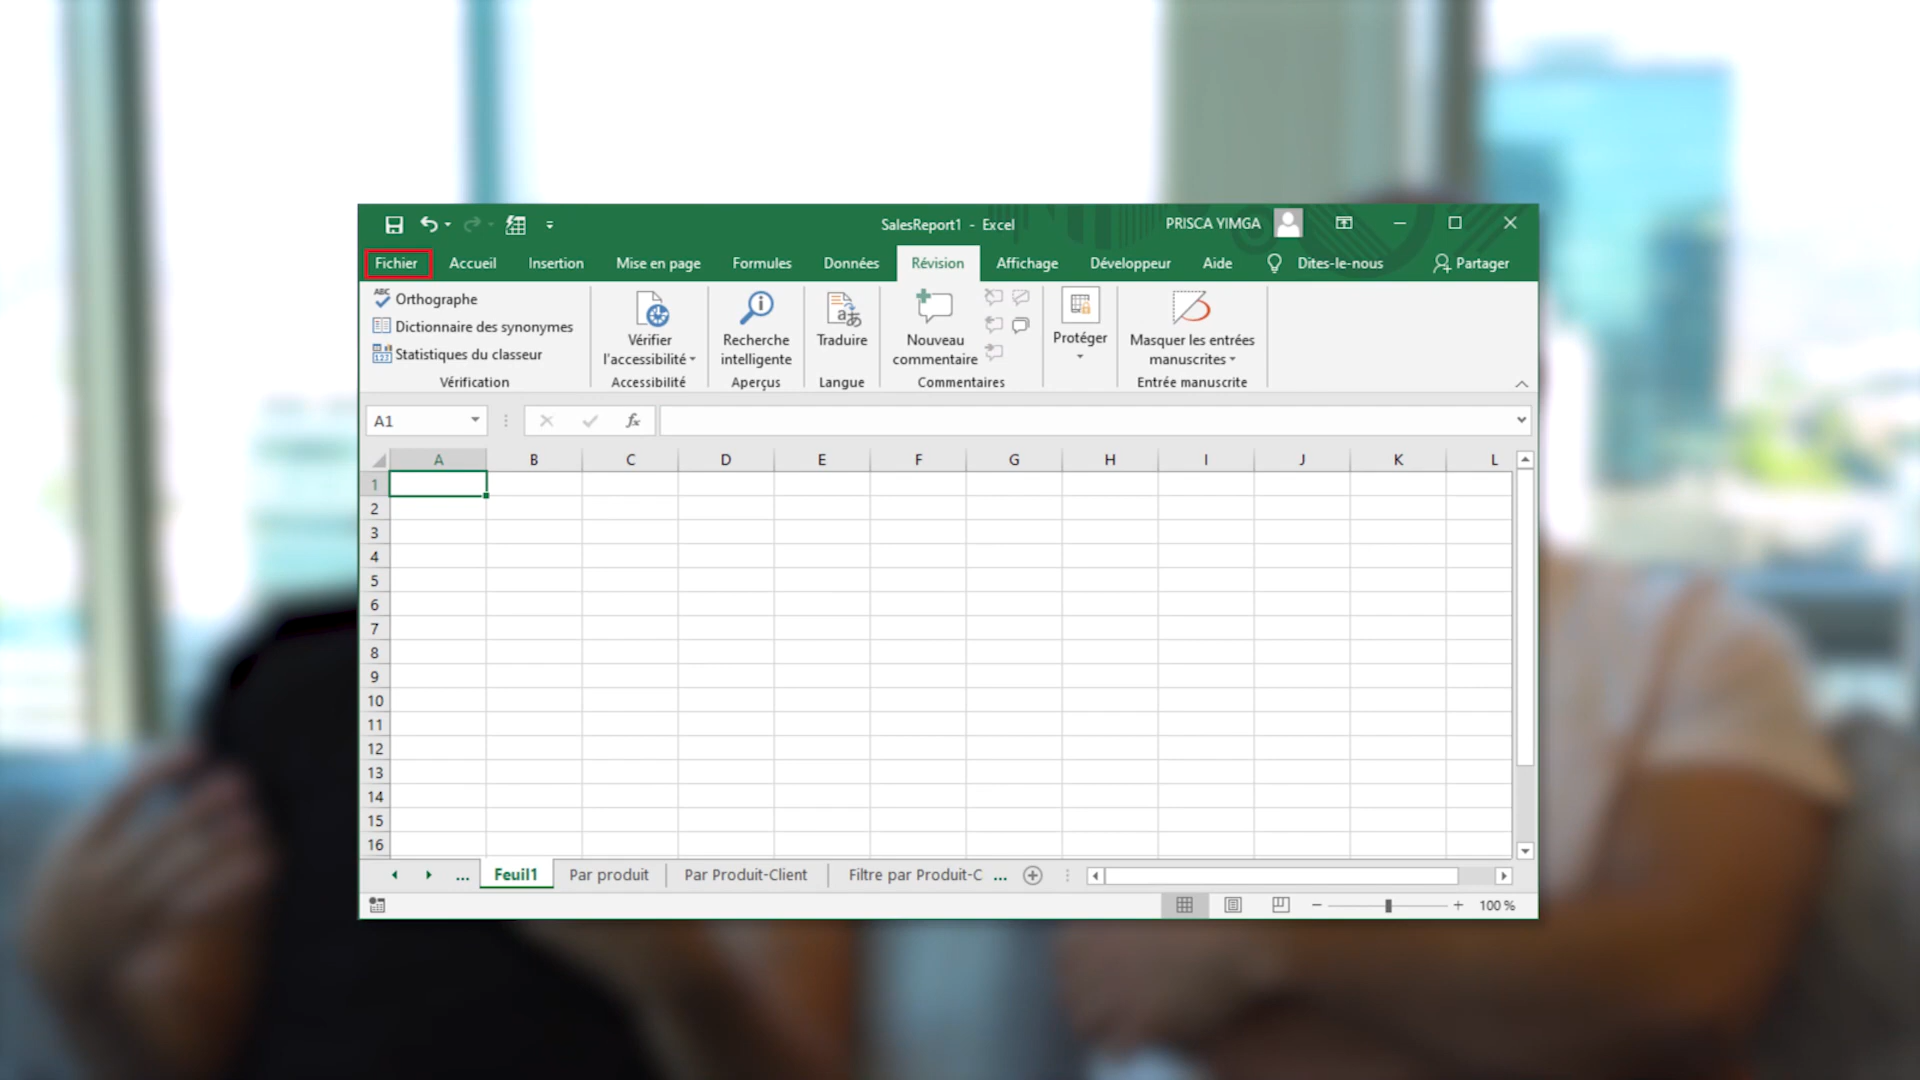 SalesReport1 - Excel
PRISCA YIMGA
Fichier
Accueil
Insertion
Mise en page
Formules
Données
Révision
Affichage
Développeur
Aide
Dites-le-nous
Partager
ABC
Orthographe
Dictionnaire des synonymes
123
Statistiques du classeur
Vérification
Vérifier
l'accessibilité
Accessibilité
Recherche
intelligente
Aperçus
Traduire
Langue
Nouveau
commentaire
Commentaires
Protéger
Masquer les entrées
manuscrites
Entrée manuscrite
A1
fx
A B C D E F G H I J K L
1
2
3
4
5
6
7
8
9
10
11
12
13
14
15
16
... Feuil1 Par produit Par Produit-Client Filtre par Produit-C ...
100 %